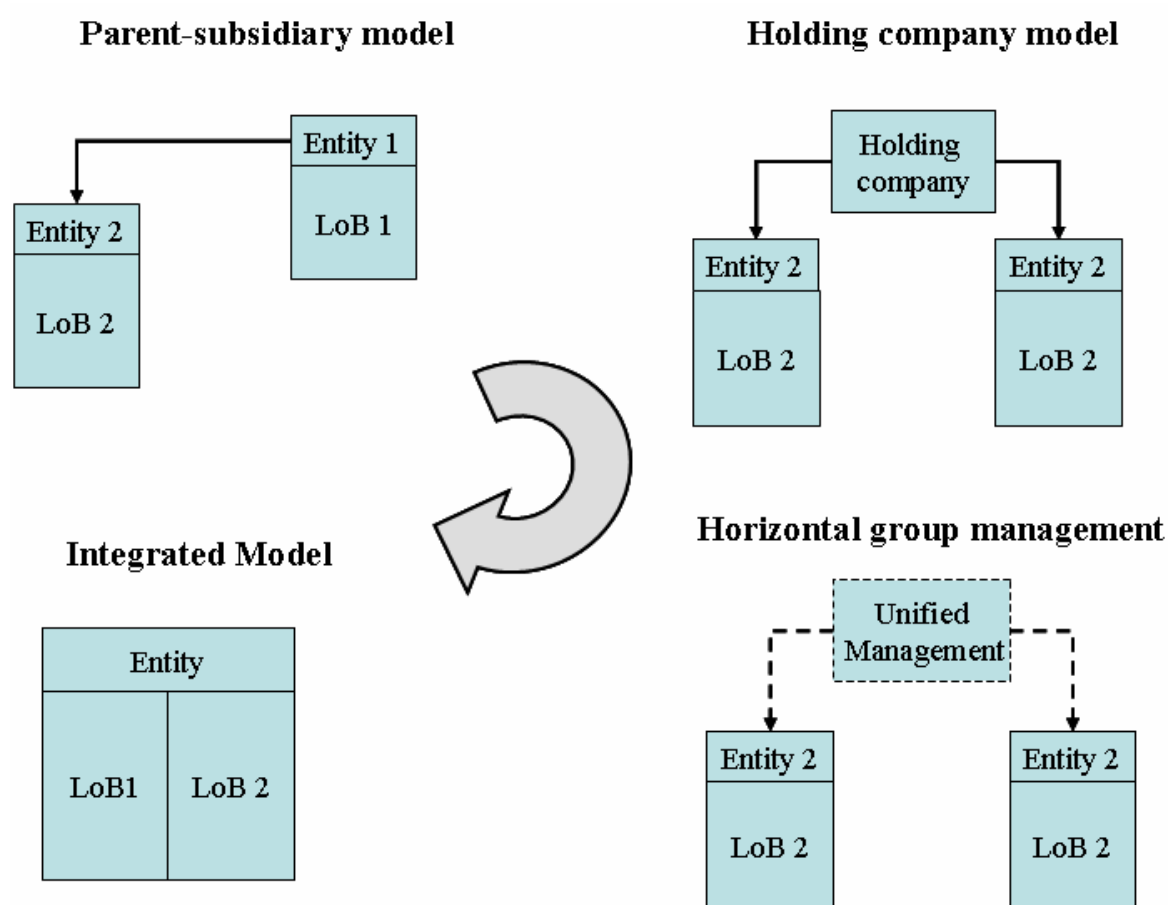 Parent-subsidiary model
Entity 1
LoB 1
Entity 2
LoB 2
Holding company model
Holding
company
Entity 2
LoB 2
Entity 2
LoB 2
Integrated Model
Entity
LoB1
LoB 2
Horizontal group management
Unified
Management
Entity 2
LoB 2
Entity 2
LoB 2